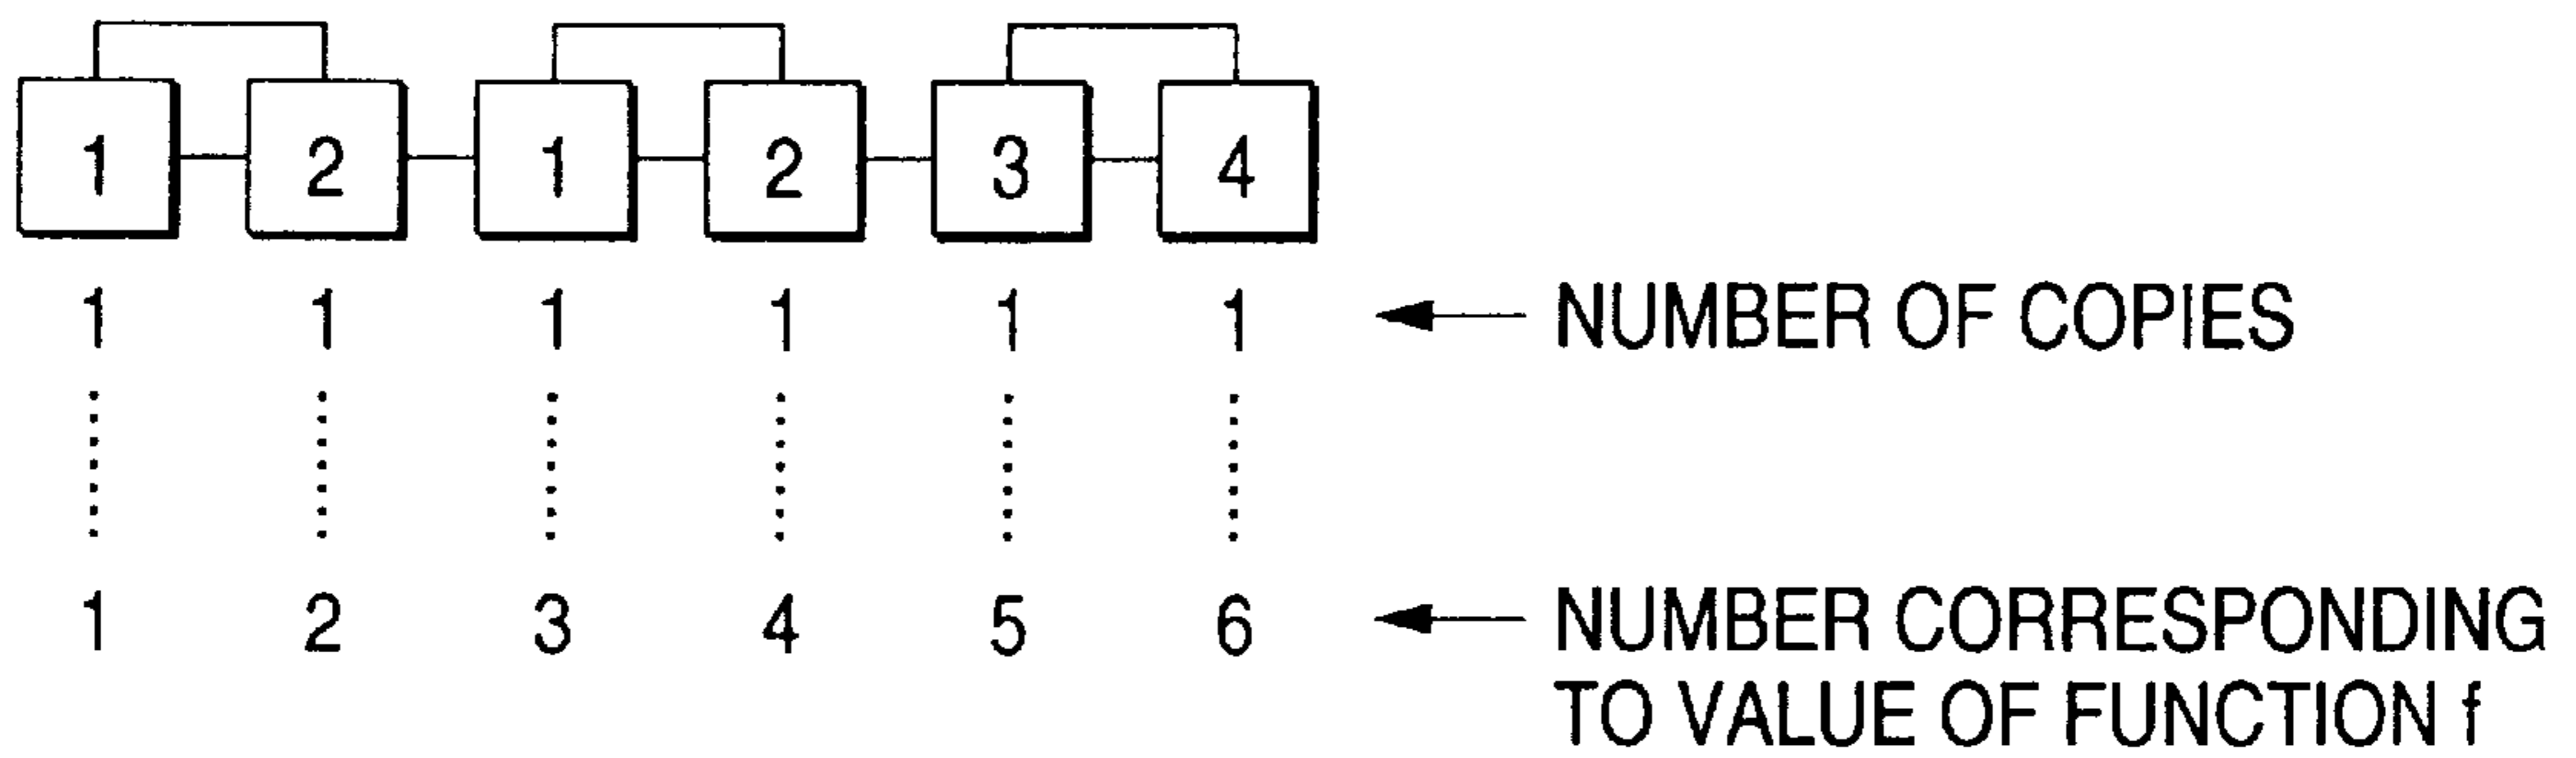 1 2 1 2 3 4
1 1 1 1 1 1 NUMBER OF COPIES
1 2 3 4 5 6 NUMBER CORRESPONDING
TO VALUE OF FUNCTION f